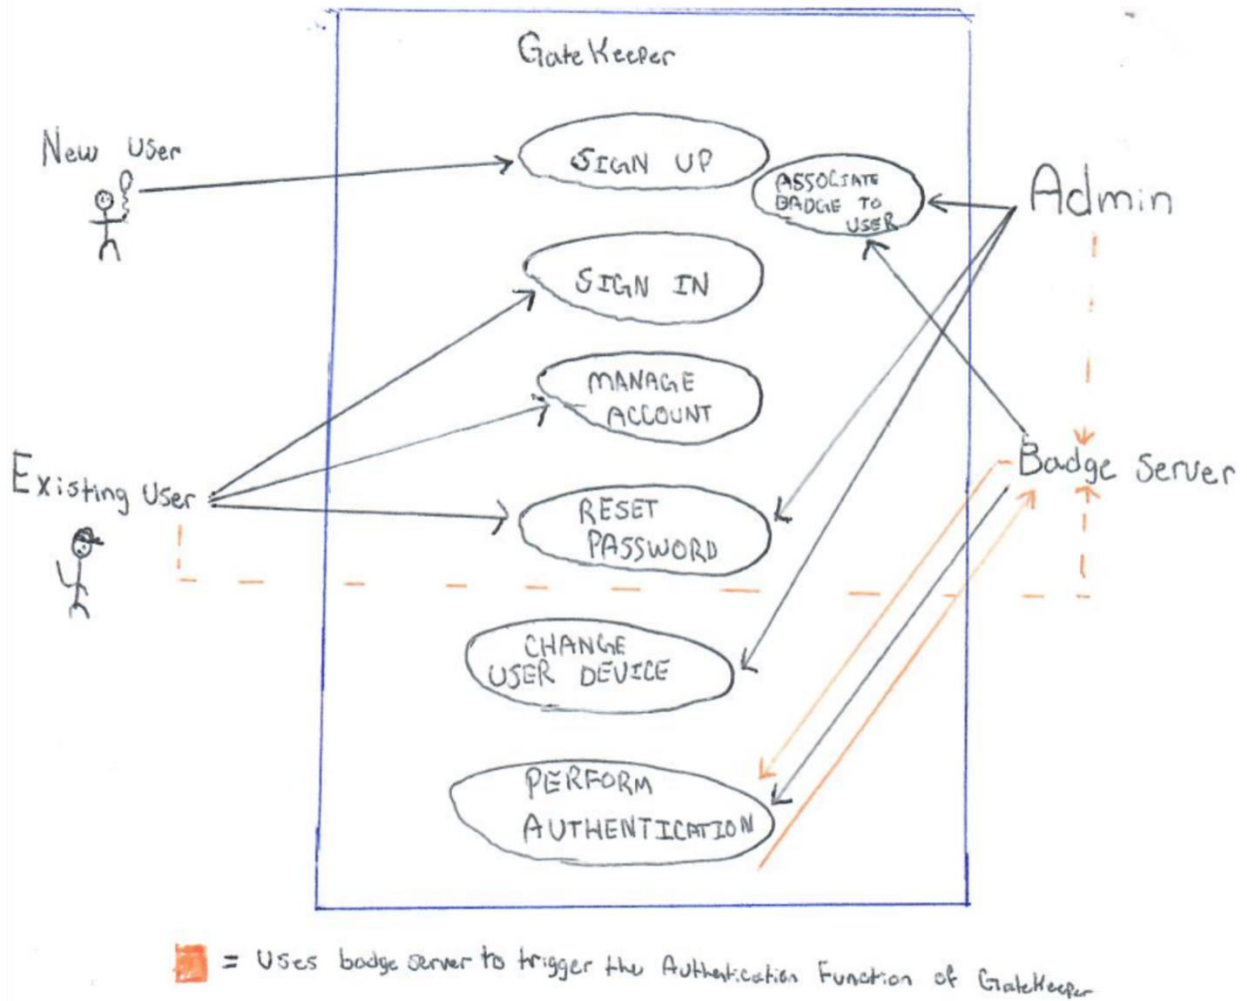 GateKeeper
New User
SIGN UP
ASSOCIATE
BADGE TO
USER
Admin
SIGN IN
MANAGE
ACCOUNT
Existing User
Badge Server
RESET
PASSWORD
CHANGE
USER DEVICE
PERFORM
AUTHENTICATION
= Uses badge server to trigger the Authentication Function of GateKeeper